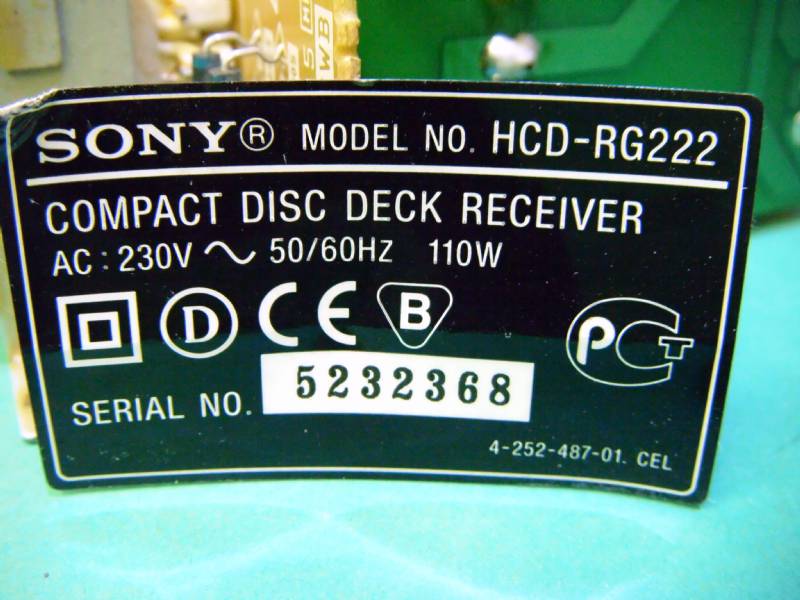 WB
SONY® MODEL NO. HCD-RG222
COMPACT DISC DECK RECEIVER
AC : 230V ~ 50/60HZ 110W
D CE B PCT
SERIAL NO. 5232368
4-252-487-01. CEL